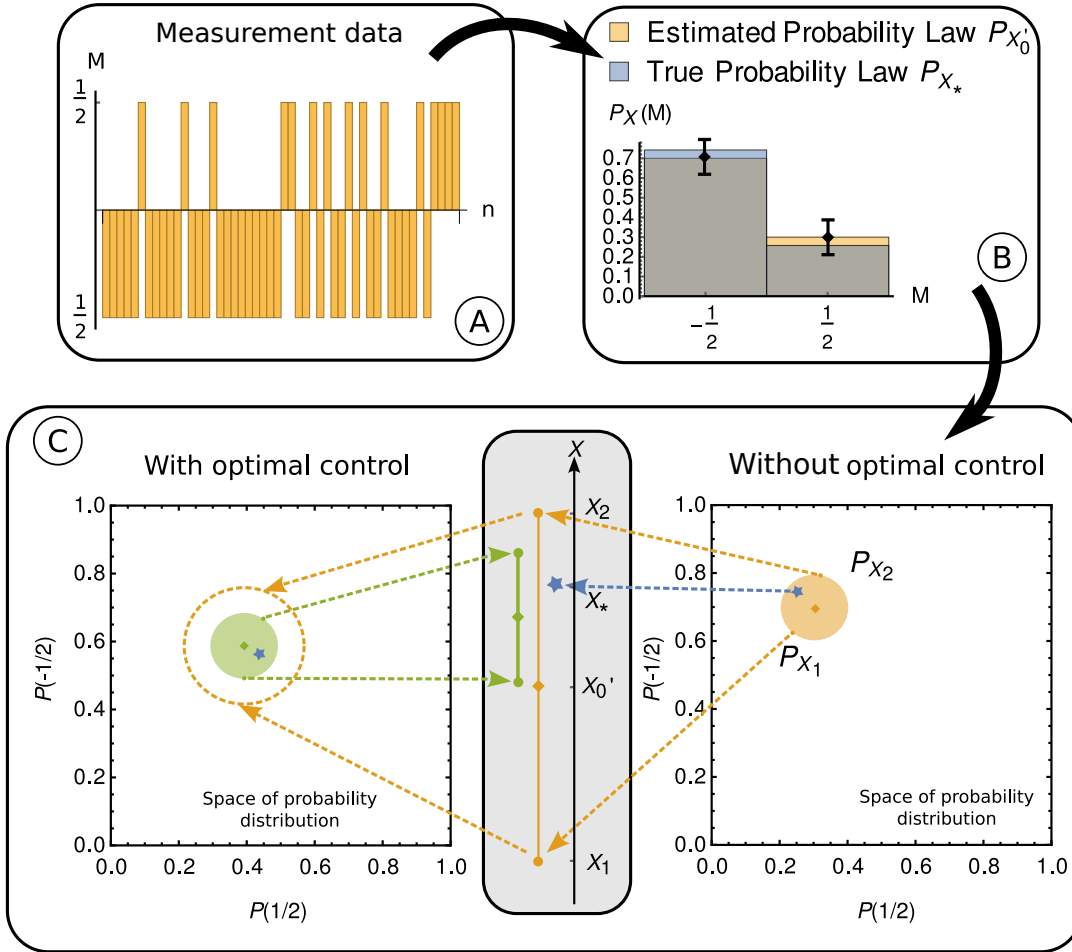 Measurement data
M
1/2
n
1/2
A
Estimated Probability Law P_{X_0'}
True Probability Law P_{X_*}
P_X(M)
0.7
0.6
0.5
0.4
0.3
0.2
0.1
0.0
M
-1/2
1/2
B
C
With optimal control
X
Without optimal control
1.0
0.8
0.6
0.4
0.2
0.0
P(-1/2)
Space of probability
distribution
0.0 0.2 0.4 0.6 0.8 1.0
P(1/2)
X_2
X_*
X_0'
X_1
1.0
0.8
0.6
0.4
0.2
0.0
P(-1/2)
P_{X_2}
P_{X_1}
Space of probability
distribution
0.0 0.2 0.4 0.6 0.8 1.0
P(1/2)